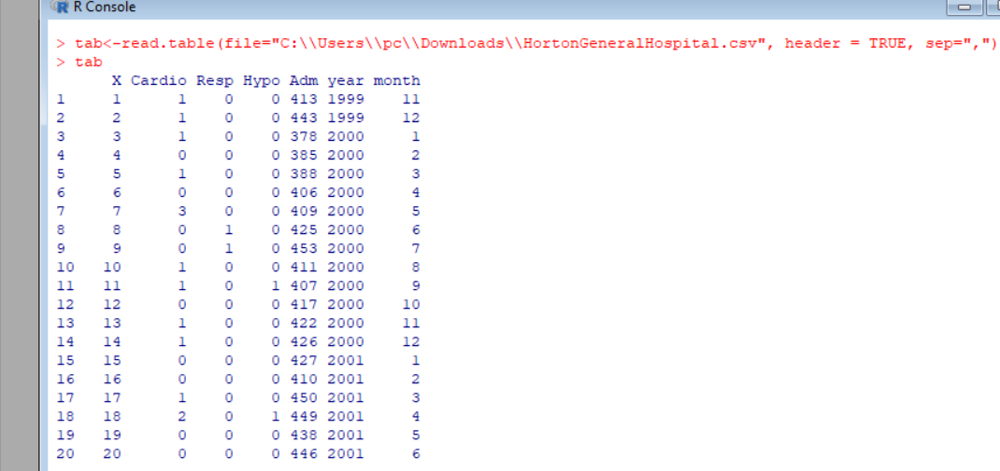 R Console
> tab<-read.table(file="C:\\Users\\pc\\Downloads\\HortonGeneralHospital.csv", header = TRUE, sep=",")
> tab
X Cardio Resp Hypo Adm year month
1 1 1 0 0 413 1999 11
2 2 1 0 0 443 1999 12
3 3 1 0 0 378 2000 1
4 4 0 0 0 385 2000 2
5 5 1 0 0 388 2000 3
6 6 0 0 0 406 2000 4
7 7 3 0 0 409 2000 5
8 8 0 1 0 425 2000 6
9 9 0 1 0 453 2000 7
10 10 1 0 0 411 2000 8
11 11 1 0 1 407 2000 9
12 12 0 0 0 417 2000 10
13 13 1 0 0 422 2000 11
14 14 1 0 0 426 2000 12
15 15 0 0 0 427 2001 1
16 16 0 0 0 410 2001 2
17 17 1 0 0 450 2001 3
18 18 2 0 1 449 2001 4
19 19 0 0 0 438 2001 5
20 20 0 0 0 446 2001 6